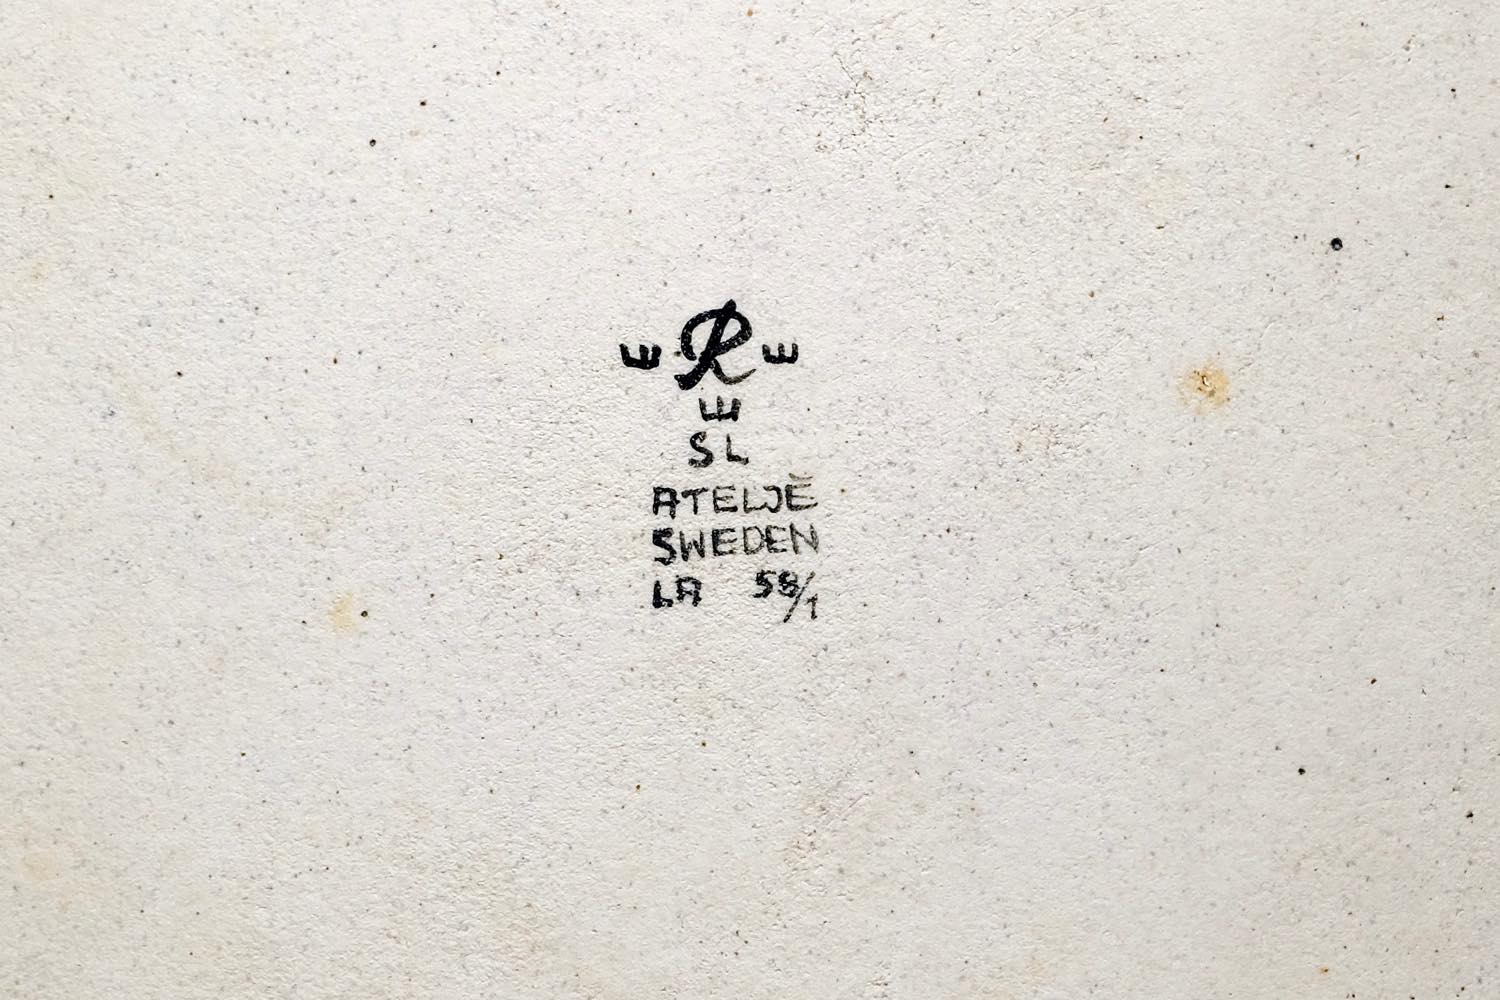 R
SL
ATELJÉ
SWEDEN
LA 58/1